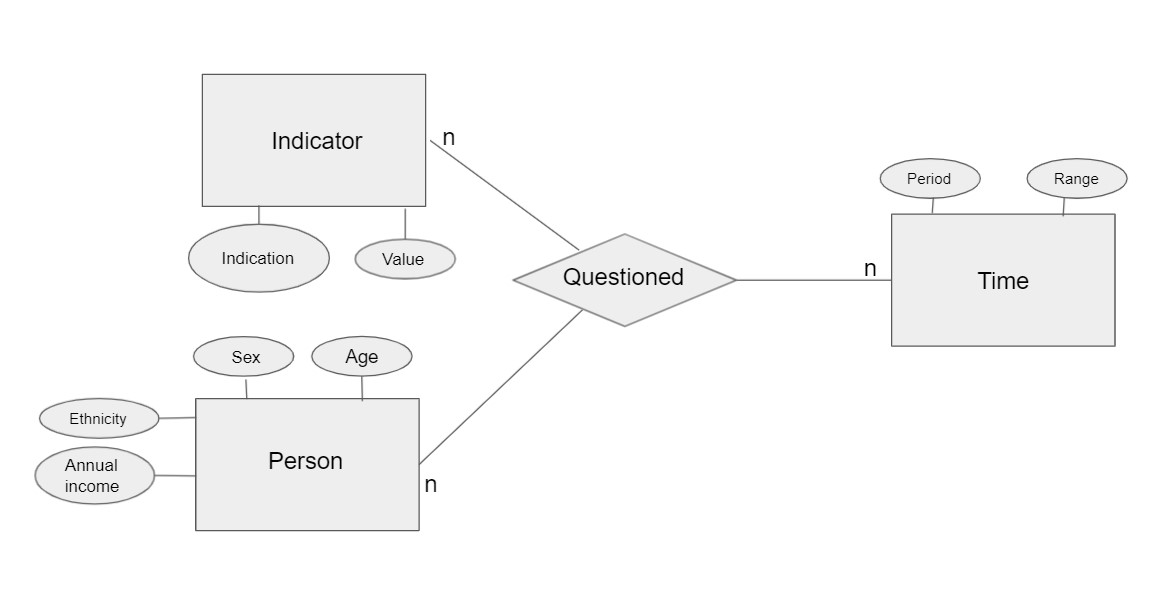 Indicator
n
Indication
Value
Questioned
n
Period
Range
Time
Sex
Age
Ethnicity
Annual
income
Person
n